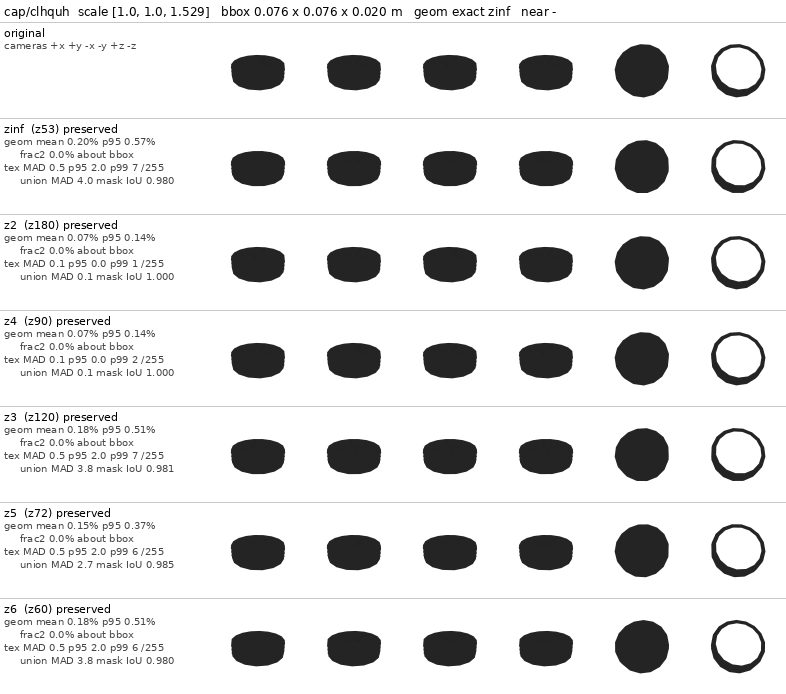 cap/clhquh scale [1.0, 1.0, 1.529] bbox 0.076 x 0.076 x 0.020 m geom exact zinf near -
original
cameras +x +y -x -y +z -z
zinf (z53) preserved
geom mean 0.20% p95 0.57%
frac2 0.0% about bbox
tex MAD 0.5 p95 2.0 p99 7 /255
union MAD 4.0 mask IoU 0.980
z2 (z180) preserved
geom mean 0.07% p95 0.14%
frac2 0.0% about bbox
tex MAD 0.1 p95 0.0 p99 1 /255
union MAD 0.1 mask IoU 1.000
z4 (z90) preserved
geom mean 0.07% p95 0.14%
frac2 0.0% about bbox
tex MAD 0.1 p95 0.0 p99 2 /255
union MAD 0.1 mask IoU 1.000
z3 (z120) preserved
geom mean 0.18% p95 0.51%
frac2 0.0% about bbox
tex MAD 0.5 p95 2.0 p99 7 /255
union MAD 3.8 mask IoU 0.981
z5 (z72) preserved
geom mean 0.15% p95 0.37%
frac2 0.0% about bbox
tex MAD 0.5 p95 2.0 p99 6 /255
union MAD 2.7 mask IoU 0.985
z6 (z60) preserved
geom mean 0.18% p95 0.51%
frac2 0.0% about bbox
tex MAD 0.5 p95 2.0 p99 6 /255
union MAD 3.8 mask IoU 0.980